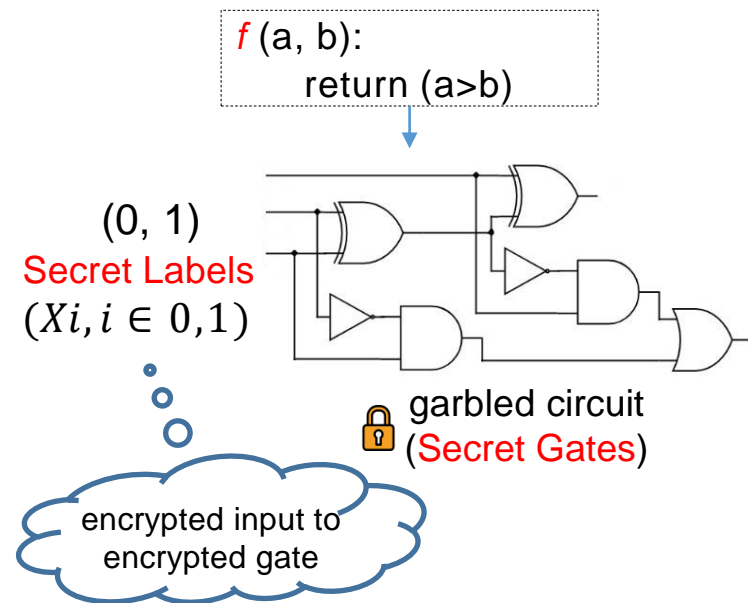 f (a, b):
return (a>b)
(0, 1)
Secret Labels
(Xi, i ∈ 0,1)
garbled circuit
(Secret Gates)
encrypted input to
encrypted gate